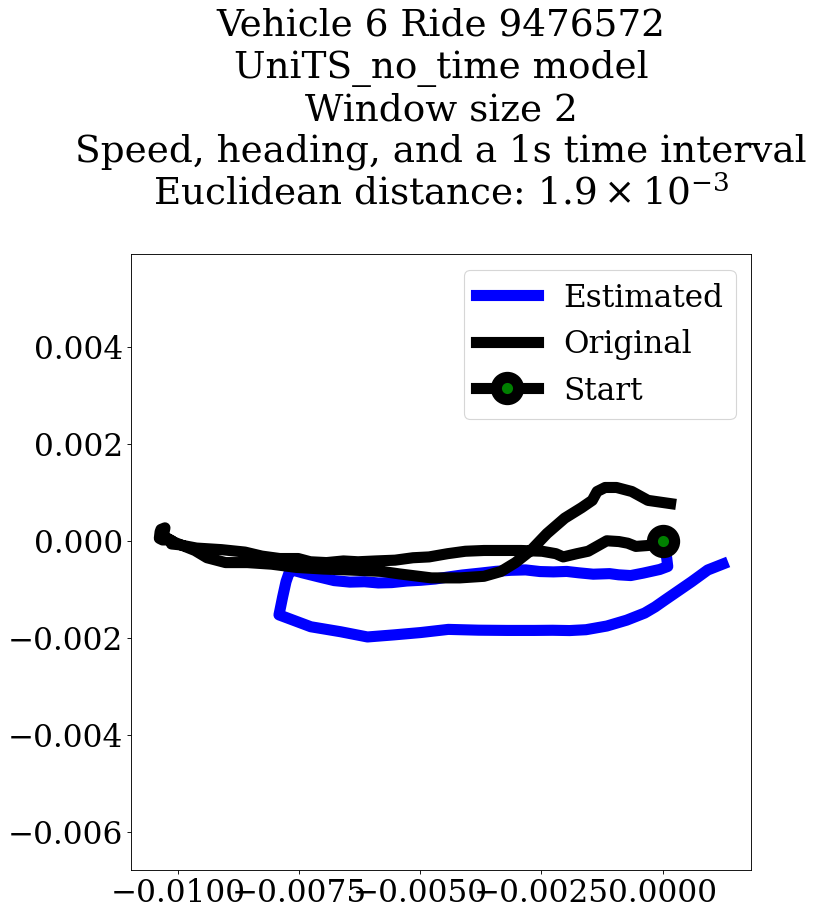 Vehicle 6 Ride 9476572
UniTS_no_time model
Window size 2
Speed, heading, and a 1s time interval
Euclidean distance: 1.9 × 10⁻³
Estimated
Original
Start
0.004
0.002
0.000
−0.002
−0.004
−0.006
−0.0100 −0.0075 −0.0050 −0.0025 0.0000